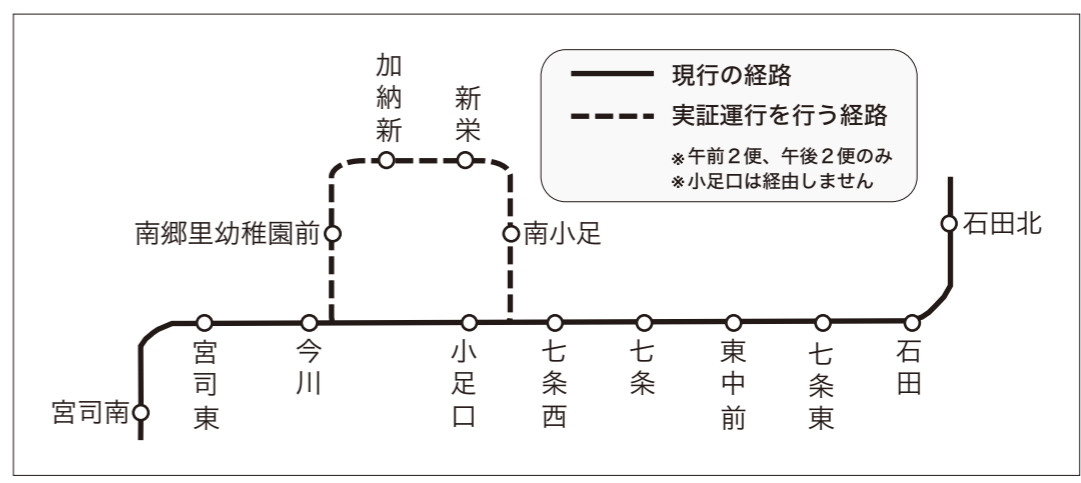 現行の経路
実証運行を行う経路
※午前2便、午後2便のみ
※小足口は経由しません
加納新
新栄
南郷里幼稚園前
南小足
石田北
宮司南
宮司東
今川
小足口
七条西
七条
東中前
七条東
石田